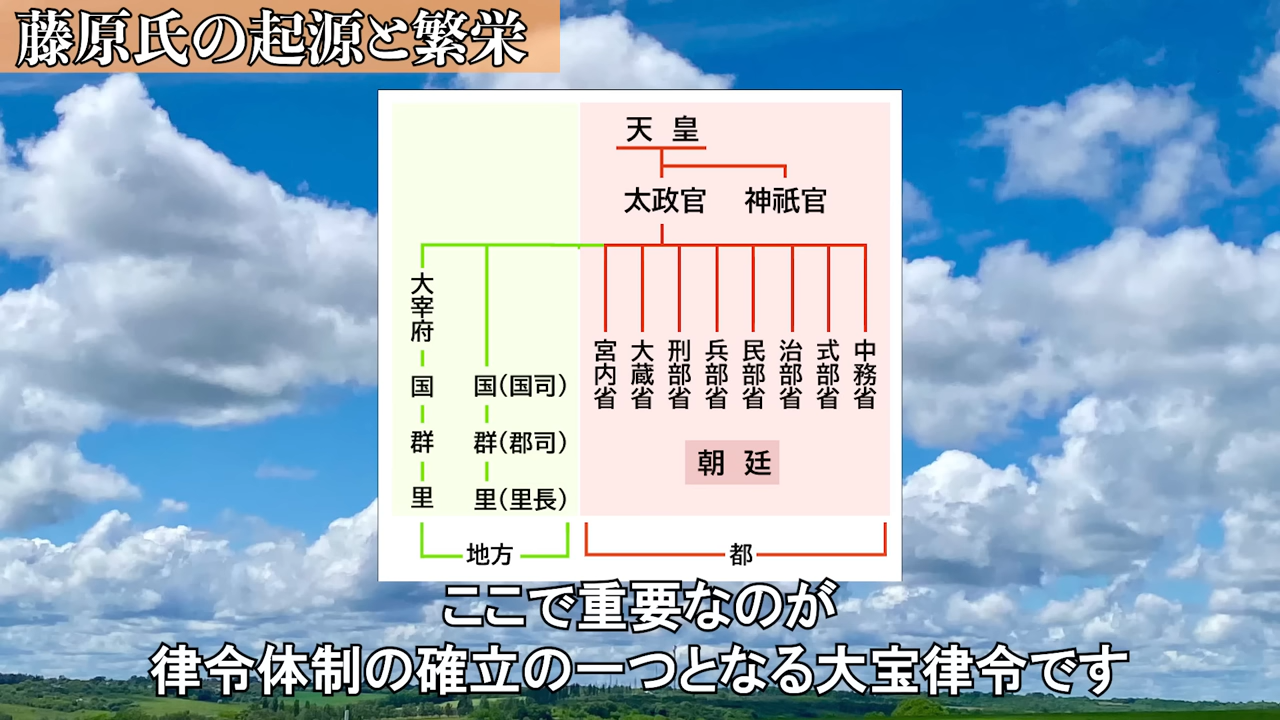 藤原氏の起源と繁栄
天皇
太政官 神祇官
大宰府
国
群
里
国(国司)
群(郡司)
里(里長)
宮内省
大蔵省
刑部省
兵部省
民部省
治部省
式部省
中務省
朝廷
地方
都
ここで重要なのが
律令体制の確立の一つとなる大宝律令です